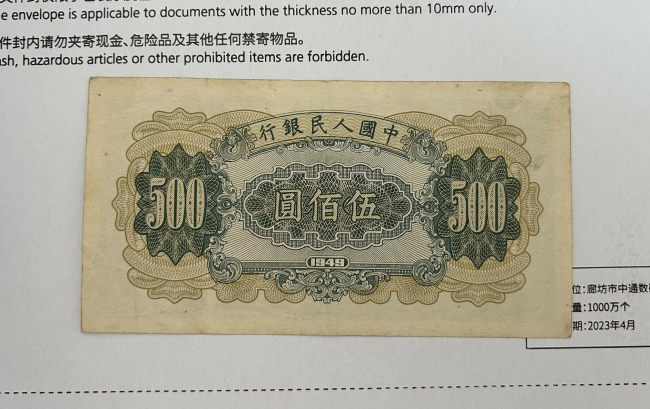 e envelope is applicable to documents with the thickness no more than 10mm only.
件封内请勿夹寄现金、危险品及其他任何禁寄物品。
sh, hazardous articles or other prohibited items are forbidden.
中國人民銀行
500
伍佰圓
500
1949
位:廊坊市中通数
量:1000万个
期:2023年4月